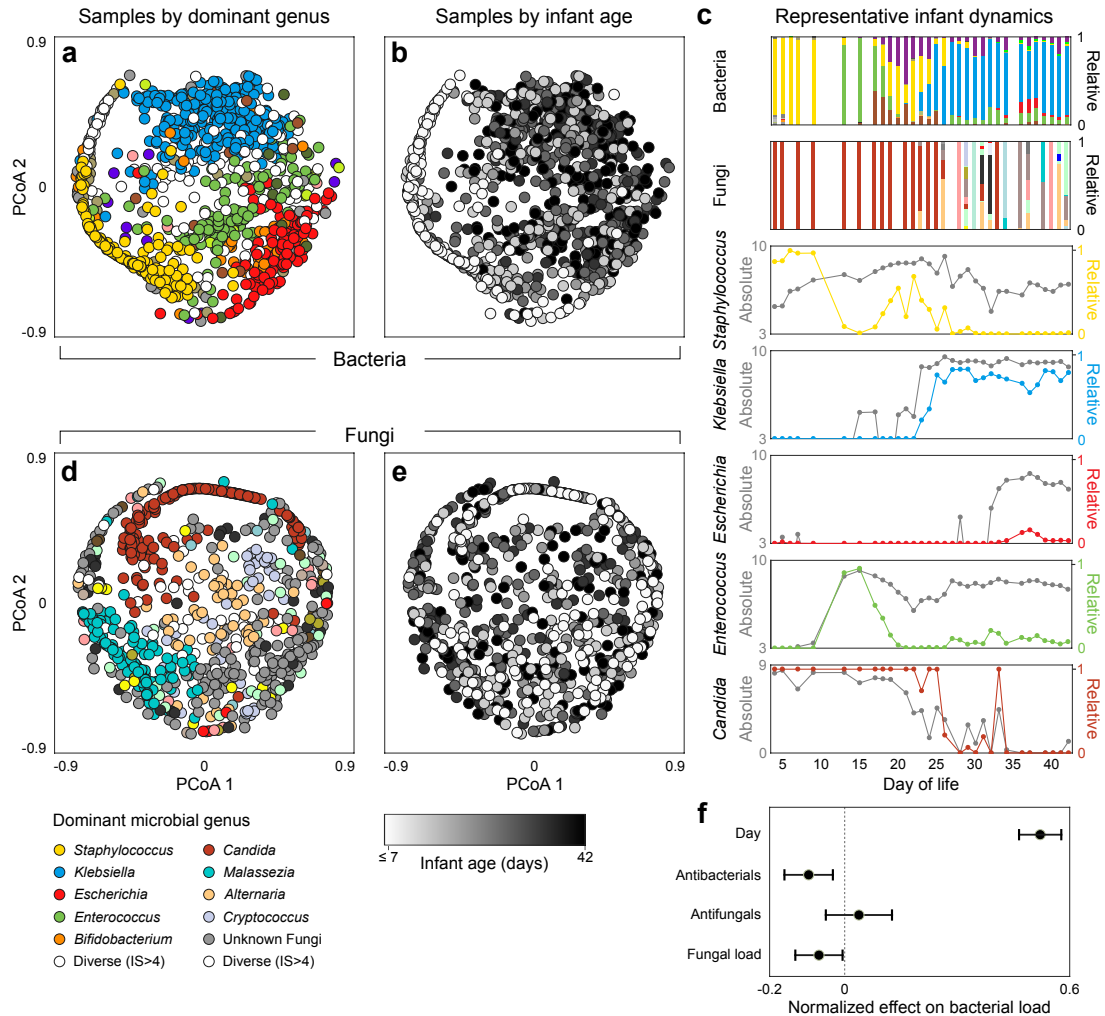 Samples by dominant genus
Samples by infant age
c Representative infant dynamics
a
b
0.9
0
-0.9
PCoA 2
Bacteria
Fungi
d
e
0.9
0
-0.9
PCoA 2
-0.9 0 0.9
PCoA 1
-0.9 0 0.9
PCoA 1
Bacteria
1
0
Relative
Fungi
1
0
Relative
Staphylococcus
Absolute
10
3
1
0
Relative
Klebsiella
Absolute
10
3
1
0
Relative
Escherichia
Absolute
10
3
1
0
Relative
Enterococcus
Absolute
10
3
1
0
Relative
Candida
Absolute
9
0
1
0
Relative
5 10 15 20 25 30 35 40
Day of life
Dominant microbial genus
Staphylococcus
Klebsiella
Escherichia
Enterococcus
Bifidobacterium
Diverse (IS>4)
Candida
Malassezia
Alternaria
Cryptococcus
Unknown Fungi
Diverse (IS>4)
≤ 7 42
Infant age (days)
f
Day
Antibacterials
Antifungals
Fungal load
-0.2 0 0.6
Normalized effect on bacterial load